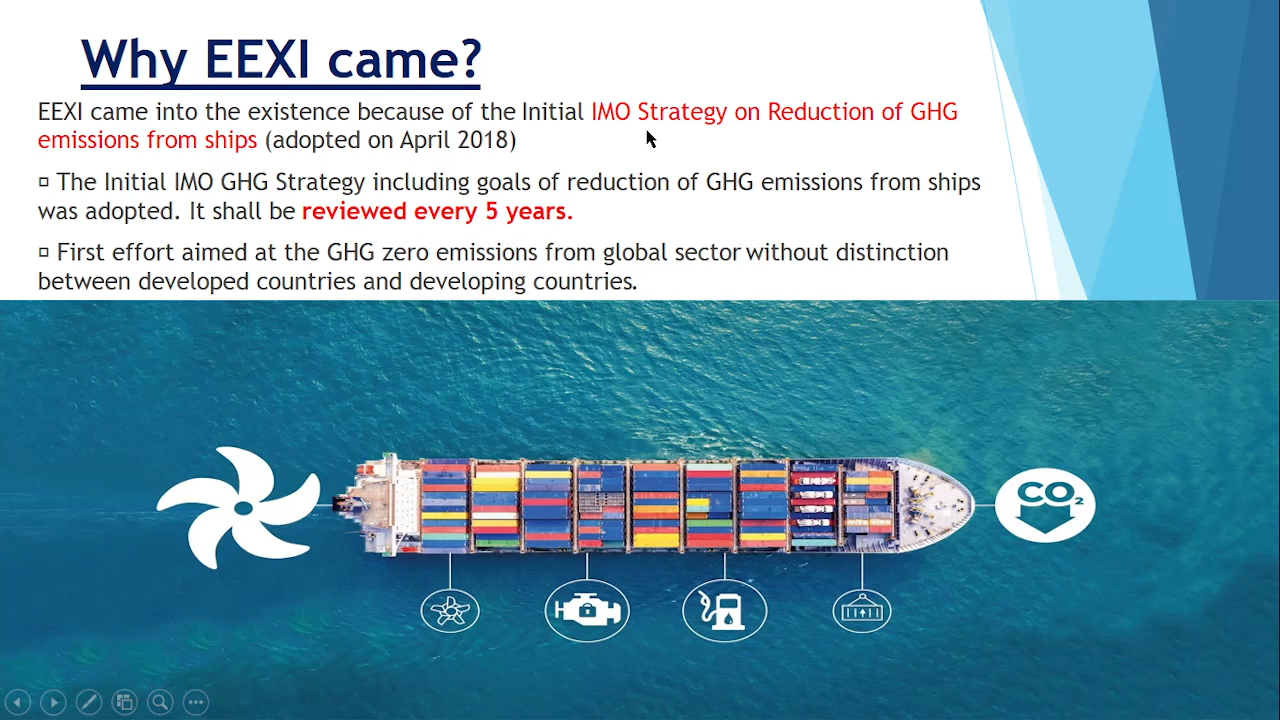 Why EEXI came?
EEXI came into the existence because of the Initial IMO Strategy on Reduction of GHG
emissions from ships (adopted on April 2018)
The Initial IMO GHG Strategy including goals of reduction of GHG emissions from ships
was adopted. It shall be reviewed every 5 years.
First effort aimed at the GHG zero emissions from global sector without distinction
between developed countries and developing countries.
CO₂